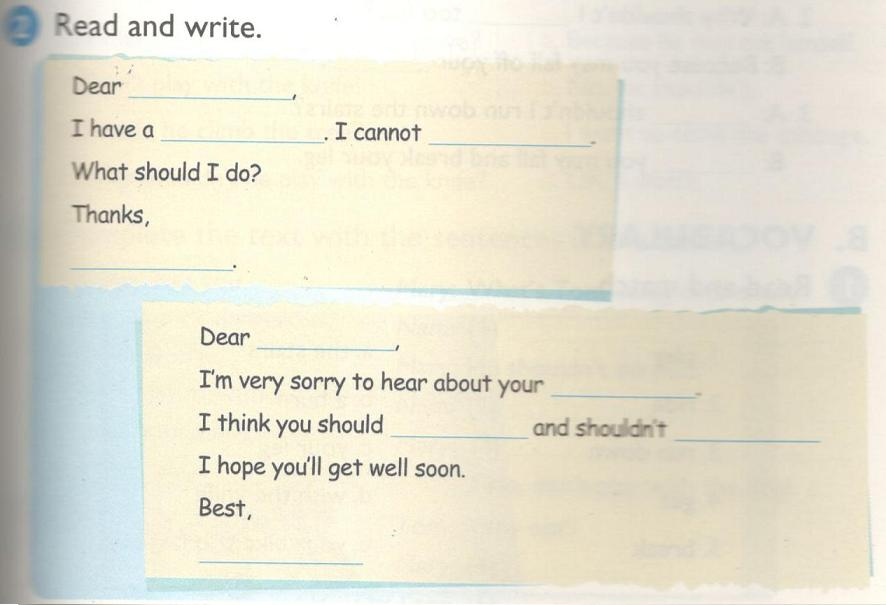 2 Read and write.
Dear ____________,
I have a ____________. I cannot ____________.
What should I do?
Thanks,
____________.
Dear ____________,
I'm very sorry to hear about your ____________.
I think you should ____________ and shouldn't ____________
I hope you'll get well soon.
Best,
____________